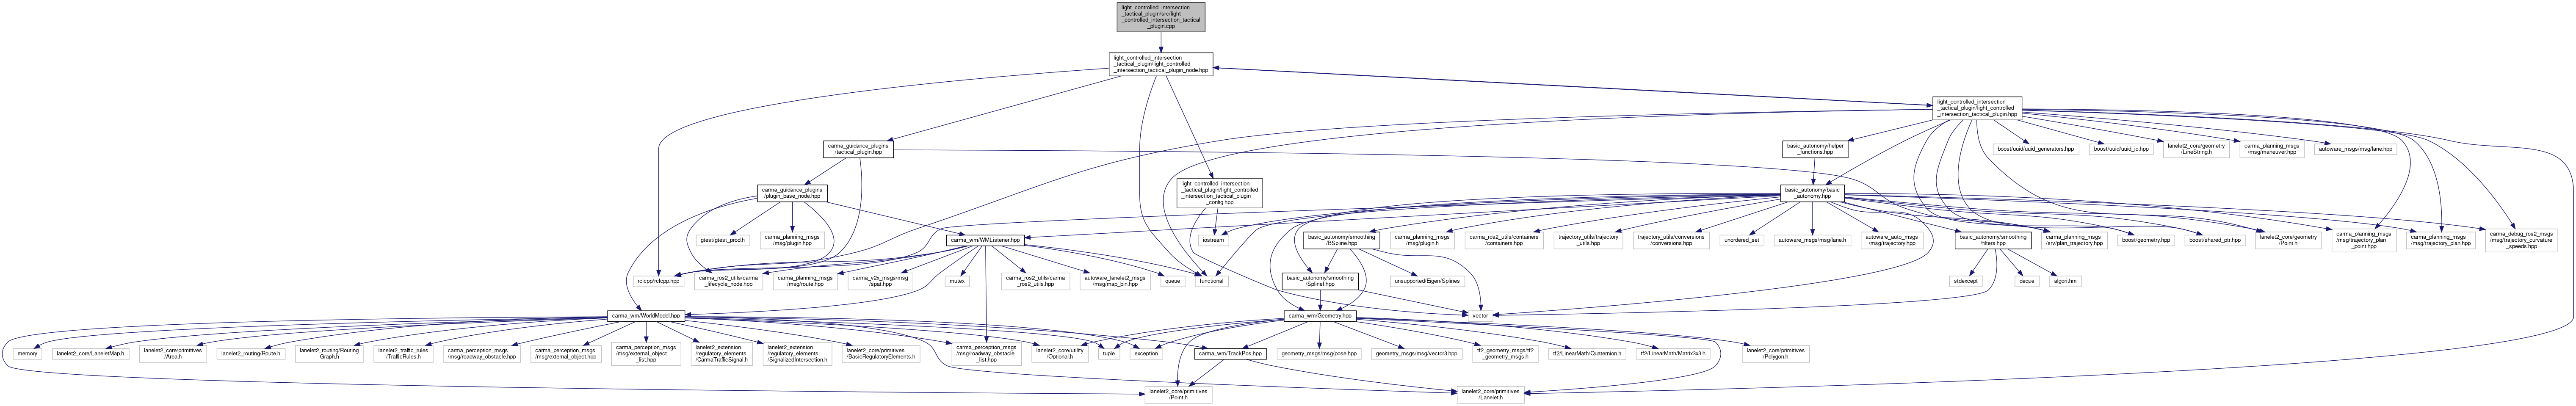 light_controlled_intersection
_tactical_plugin/src/light
_controlled_intersection_tactical
_plugin.cpp
light_controlled_intersection
_tactical_plugin/light_controlled
_intersection_tactical_plugin_node.hpp
light_controlled_intersection
_tactical_plugin/light_controlled
_intersection_tactical_plugin.hpp
carma_guidance_plugins
/tactical_plugin.hpp
basic_autonomy/helper
_functions.hpp
boost/uuid/uuid_generators.hpp
boost/uuid/uuid_io.hpp
lanelet2_core/geometry
/LineString.h
carma_planning_msgs
/msg/maneuver.hpp
autoware_msgs/msg/lane.hpp
carma_guidance_plugins
/plugin_base_node.hpp
light_controlled_intersection
_tactical_plugin/light_controlled
_intersection_tactical_plugin
_config.hpp
basic_autonomy/basic
_autonomy.hpp
gtest/gtest_prod.h
carma_planning_msgs
/msg/plugin.hpp
carma_wm/WMListener.hpp
iostream
basic_autonomy/smoothing
/BSpline.hpp
carma_planning_msgs
/msg/plugin.h
carma_ros2_utils/containers
/containers.hpp
trajectory_utils/trajectory
_utils.hpp
trajectory_utils/conversions
/conversions.hpp
unordered_set
autoware_msgs/msg/lane.h
autoware_auto_msgs
/msg/trajectory.hpp
basic_autonomy/smoothing
/filters.hpp
carma_planning_msgs
/srv/plan_trajectory.hpp
boost/geometry.hpp
boost/shared_ptr.hpp
lanelet2_core/geometry
/Point.h
carma_planning_msgs
/msg/trajectory_plan
_point.hpp
carma_planning_msgs
/msg/trajectory_plan.hpp
carma_debug_ros2_msgs
/msg/trajectory_curvature
_speeds.hpp
rclcpp/rclcpp.hpp
carma_ros2_utils/carma
_lifecycle_node.hpp
carma_planning_msgs
/msg/route.hpp
carma_v2x_msgs/msg
/spat.hpp
mutex
carma_ros2_utils/carma
_ros2_utils.hpp
autoware_lanelet2_msgs
/msg/map_bin.hpp
queue
functional
basic_autonomy/smoothing
/SplineI.hpp
unsupported/Eigen/Splines
stdexcept
deque
algorithm
carma_wm/WorldModel.hpp
carma_wm/Geometry.hpp
vector
memory
lanelet2_core/LaneletMap.h
lanelet2_core/primitives
/Area.h
lanelet2_routing/Route.h
lanelet2_routing/Routing
Graph.h
lanelet2_traffic_rules
/TrafficRules.h
carma_perception_msgs
/msg/roadway_obstacle.hpp
carma_perception_msgs
/msg/external_object.hpp
carma_perception_msgs
/msg/external_object
_list.hpp
lanelet2_extension
/regulatory_elements
/CarmaTrafficSignal.h
lanelet2_extension
/regulatory_elements
/SignalizedIntersection.h
lanelet2_core/primitives
/BasicRegulatoryElements.h
carma_perception_msgs
/msg/roadway_obstacle
_list.hpp
lanelet2_core/utility
/Optional.h
tuple
exception
carma_wm/TrackPos.hpp
geometry_msgs/msg/pose.hpp
geometry_msgs/msg/vector3.hpp
tf2_geometry_msgs/tf2
_geometry_msgs.h
tf2/LinearMath/Quaternion.h
tf2/LinearMath/Matrix3x3.h
lanelet2_core/primitives
/Polygon.h
lanelet2_core/primitives
/Point.h
lanelet2_core/primitives
/Lanelet.h